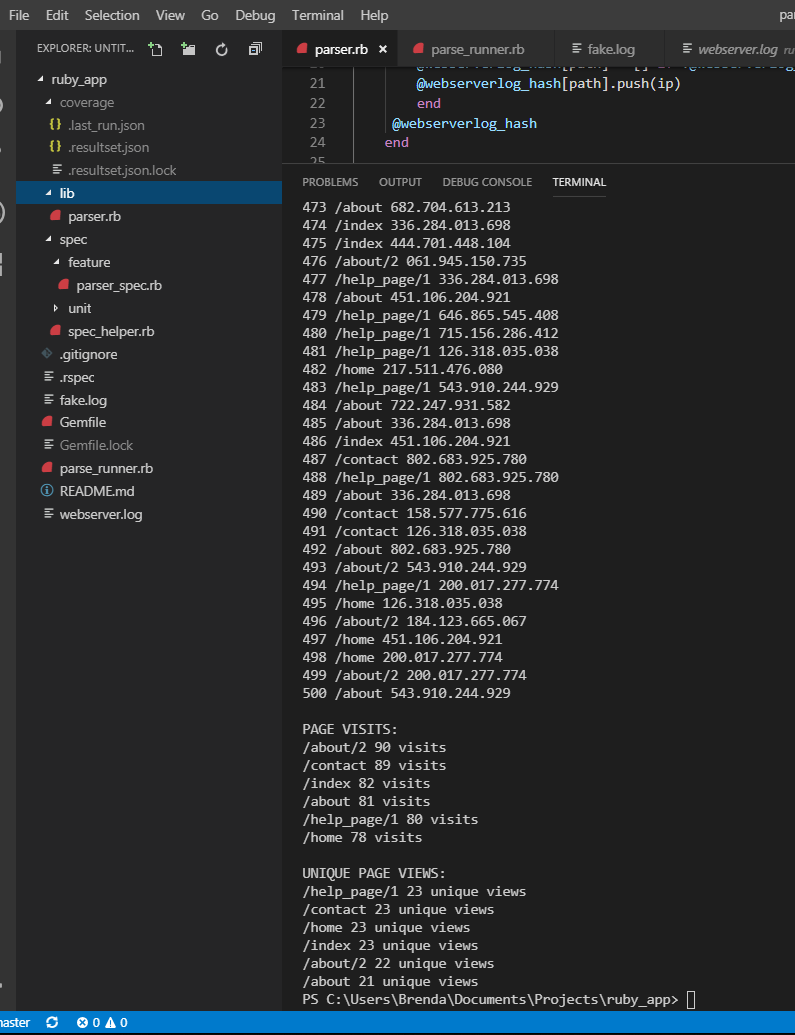 File Edit Selection View Go Debug Terminal Help
EXPLORER: UNTIT...
ruby_app
coverage
.last_run.json
.resultset.json
.resultset.json.lock
lib
parser.rb
spec
feature
parser_spec.rb
unit
spec_helper.rb
.gitignore
.rspec
fake.log
Gemfile
Gemfile.lock
parse_runner.rb
README.md
webserver.log
parser.rb × parse_runner.rb fake.log webserver.log
21 @webserverlog_hash[path].push(ip)
22 end
23 @webserverlog_hash
24 end
25
PROBLEMS OUTPUT DEBUG CONSOLE TERMINAL
473 /about 682.704.613.213
474 /index 336.284.013.698
475 /index 444.701.448.104
476 /about/2 061.945.150.735
477 /help_page/1 336.284.013.698
478 /about 451.106.204.921
479 /help_page/1 646.865.545.408
480 /help_page/1 715.156.286.412
481 /help_page/1 126.318.035.038
482 /home 217.511.476.080
483 /help_page/1 543.910.244.929
484 /about 722.247.931.582
485 /about 336.284.013.698
486 /index 451.106.204.921
487 /contact 802.683.925.780
488 /help_page/1 802.683.925.780
489 /about 336.284.013.698
490 /contact 158.577.775.616
491 /contact 126.318.035.038
492 /about 802.683.925.780
493 /about/2 543.910.244.929
494 /help_page/1 200.017.277.774
495 /home 126.318.035.038
496 /about/2 184.123.665.067
497 /home 451.106.204.921
498 /home 200.017.277.774
499 /about/2 200.017.277.774
500 /about 543.910.244.929
PAGE VISITS:
/about/2 90 visits
/contact 89 visits
/index 82 visits
/about 81 visits
/help_page/1 80 visits
/home 78 visits
UNIQUE PAGE VIEWS:
/help_page/1 23 unique views
/contact 23 unique views
/home 23 unique views
/index 23 unique views
/about/2 22 unique views
/about 21 unique views
PS C:\Users\Brenda\Documents\Projects\ruby_app>
0 0